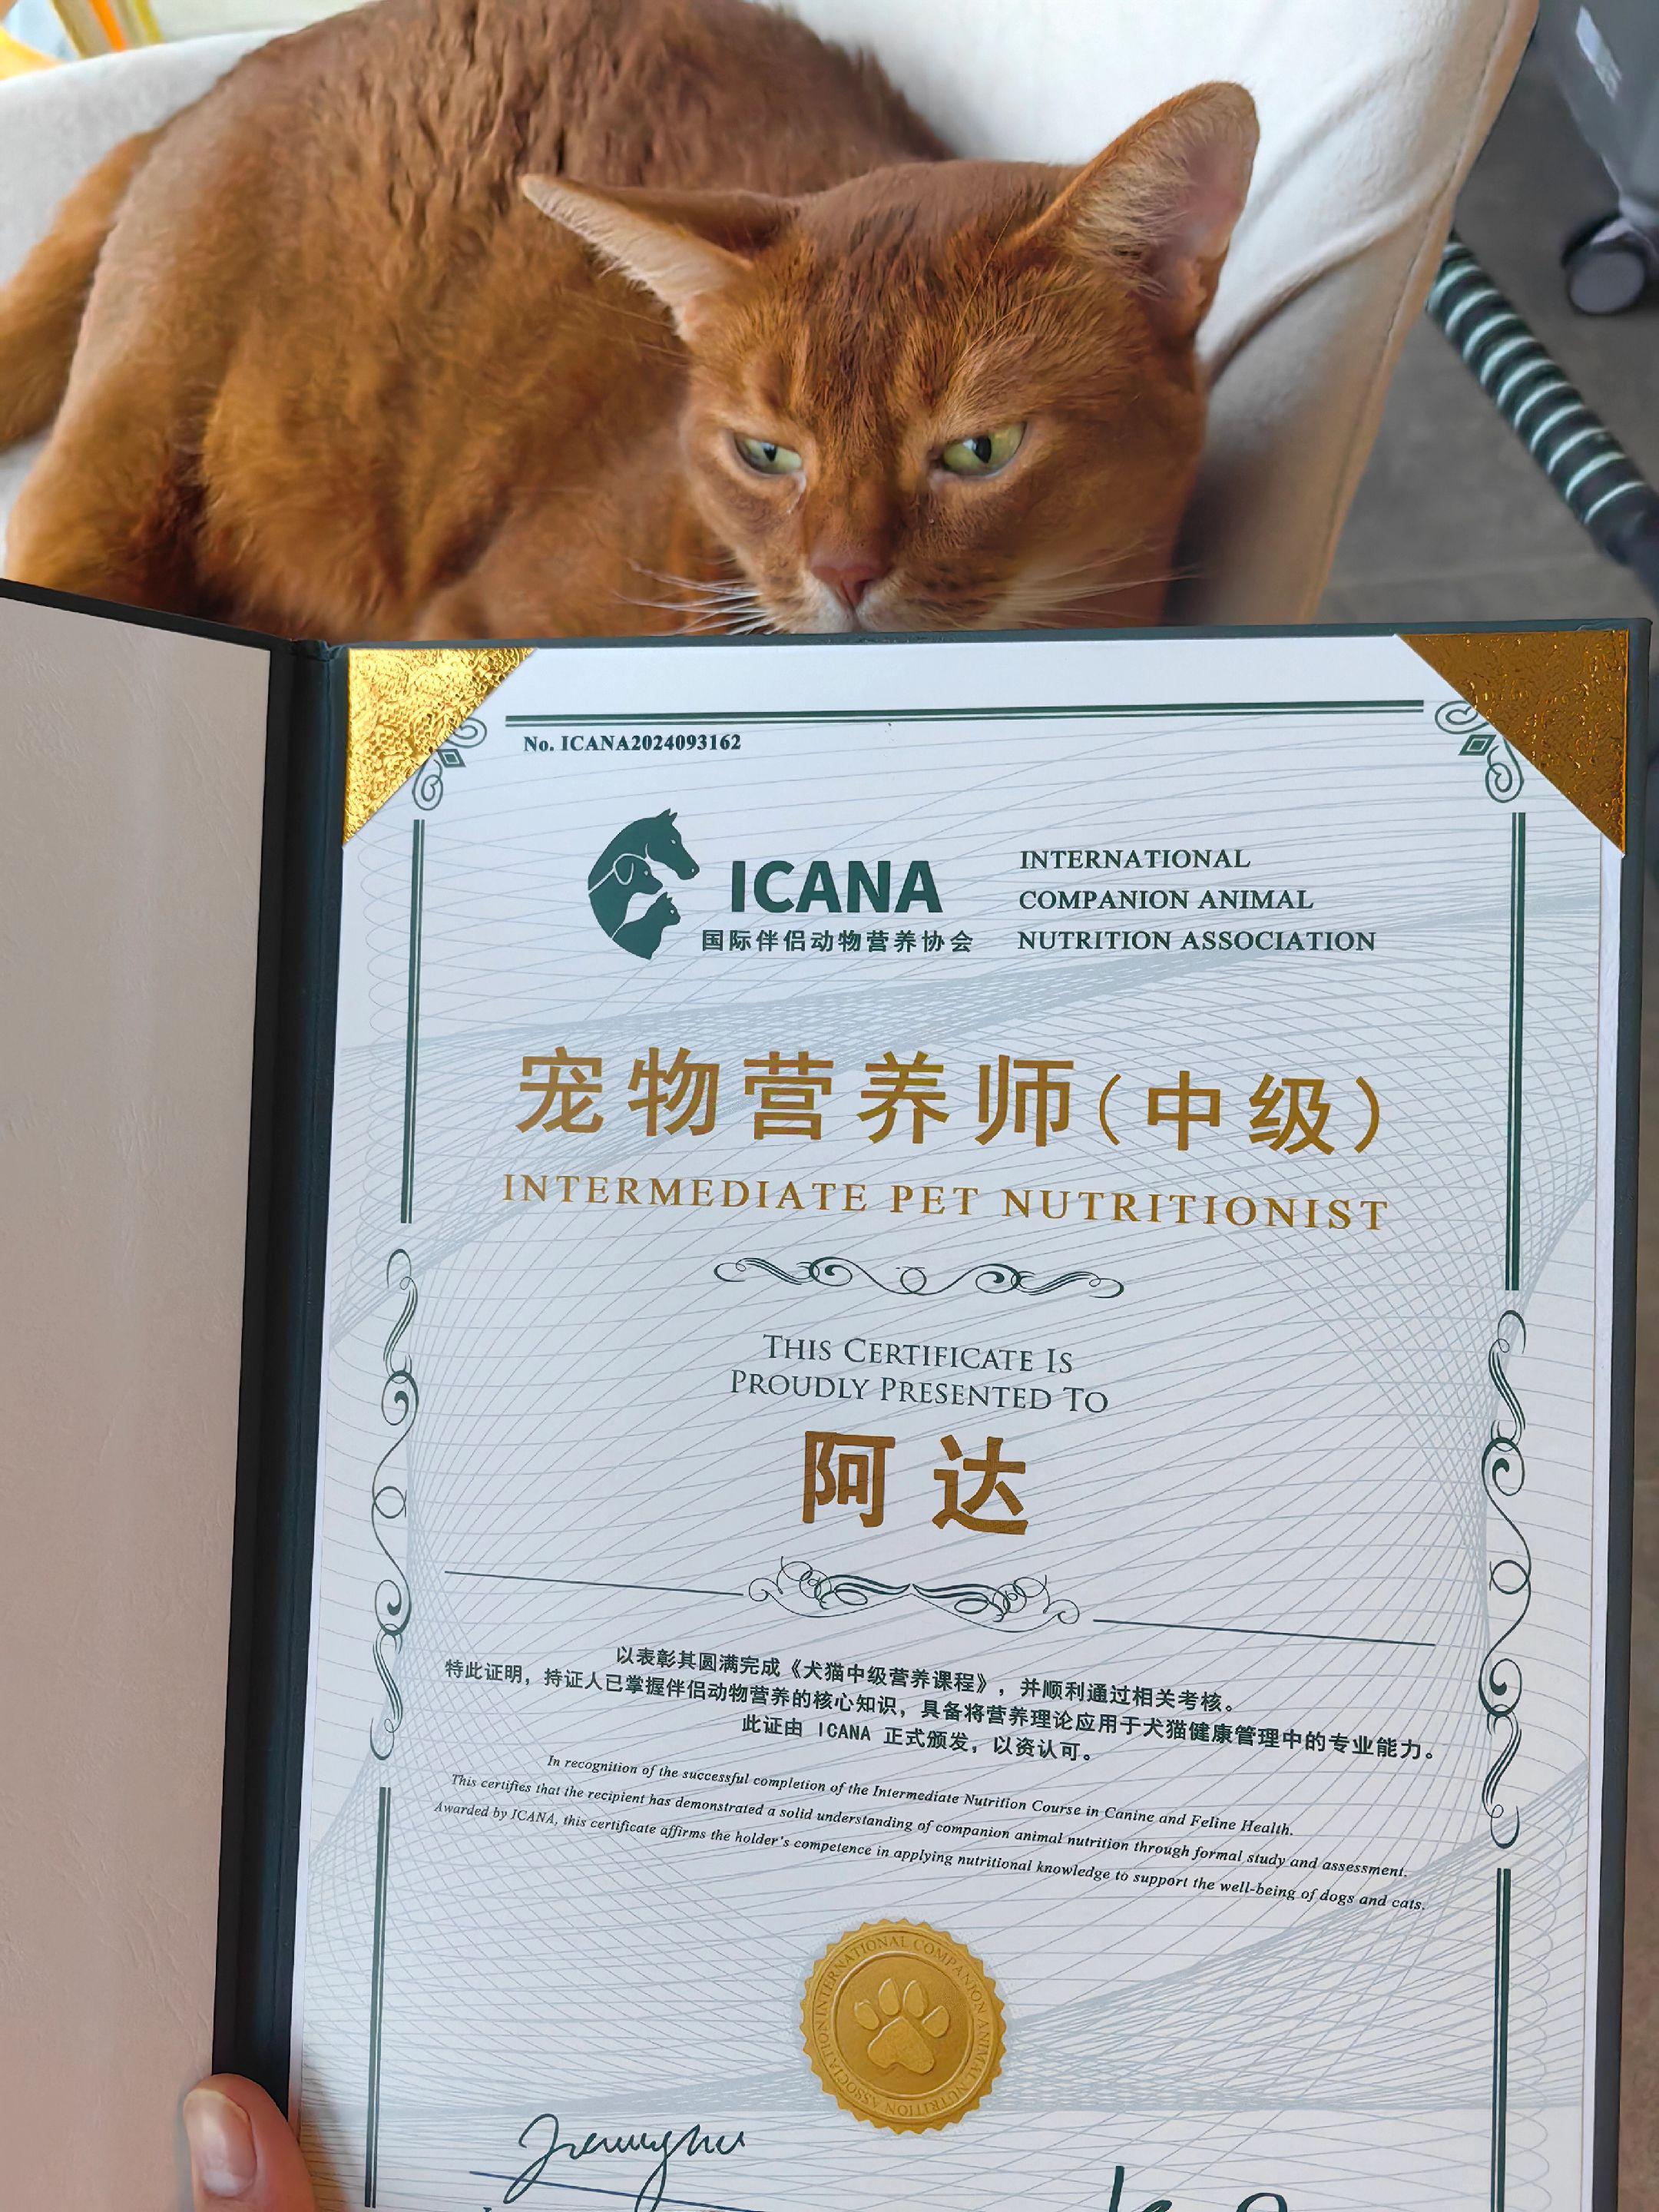 No. ICANA2024093162
ICANA
国际伴侣动物营养协会
INTERNATIONAL
COMPANION ANIMAL
NUTRITION ASSOCIATION
宠物营养师(中级)
INTERMEDIATE PET NUTRITIONIST
THIS CERTIFICATE IS
PROUDLY PRESENTED TO
阿达
以表彰其圆满完成《犬猫中级营养课程》，并顺利通过相关考核。
特此证明，持证人已掌握伴侣动物营养的核心知识，具备将营养理论应用于犬猫健康管理中的专业能力。
此证由 ICANA 正式颁发，以资认可。
In recognition of the successful completion of the Intermediate Nutrition Course in Canine and Feline Health.
This certifies that the recipient has demonstrated a solid understanding of companion animal nutrition through formal study and assessment.
Awarded by ICANA, this certificate affirms the holder's competence in applying nutritional knowledge to support the well-being of dogs and cats.
INTERNATIONAL COMPANION ANIMAL NUTRITION ASSOCIATION